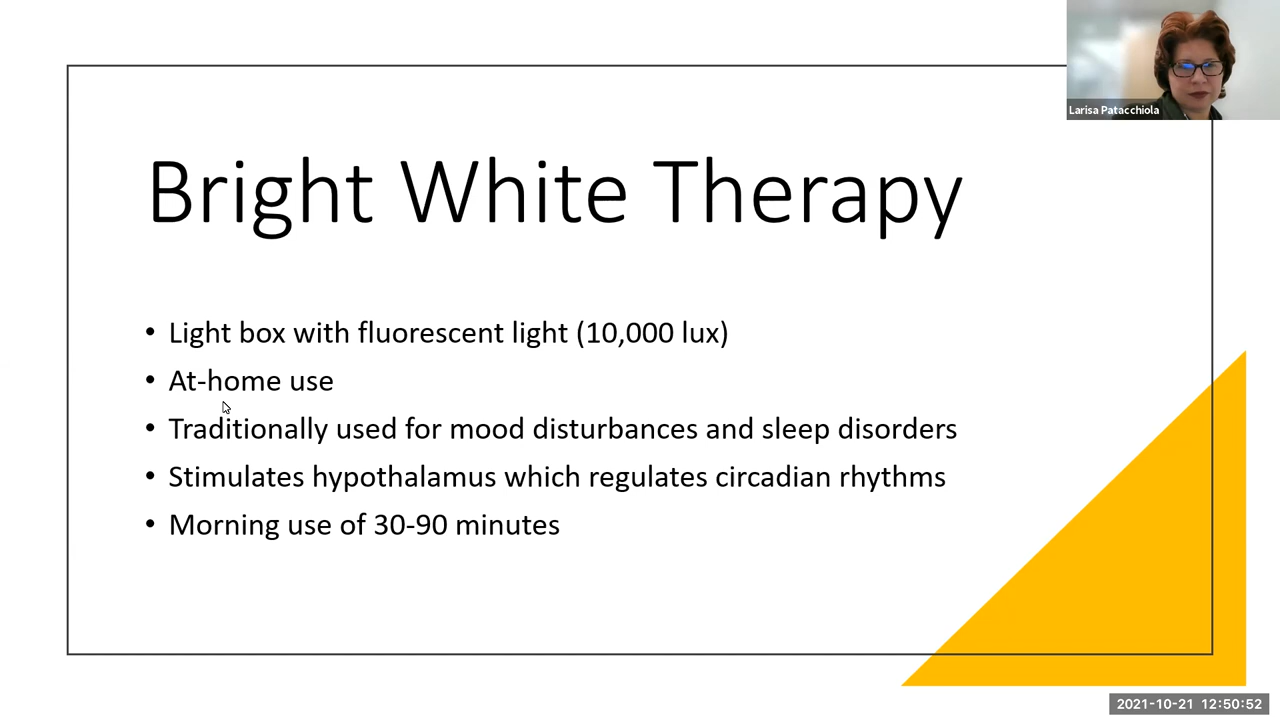 Larisa Patacchiola
Bright White Therapy
• Light box with fluorescent light (10,000 lux)
• At-home use
• Traditionally used for mood disturbances and sleep disorders
• Stimulates hypothalamus which regulates circadian rhythms
• Morning use of 30-90 minutes
2021-10-21 12:50:52